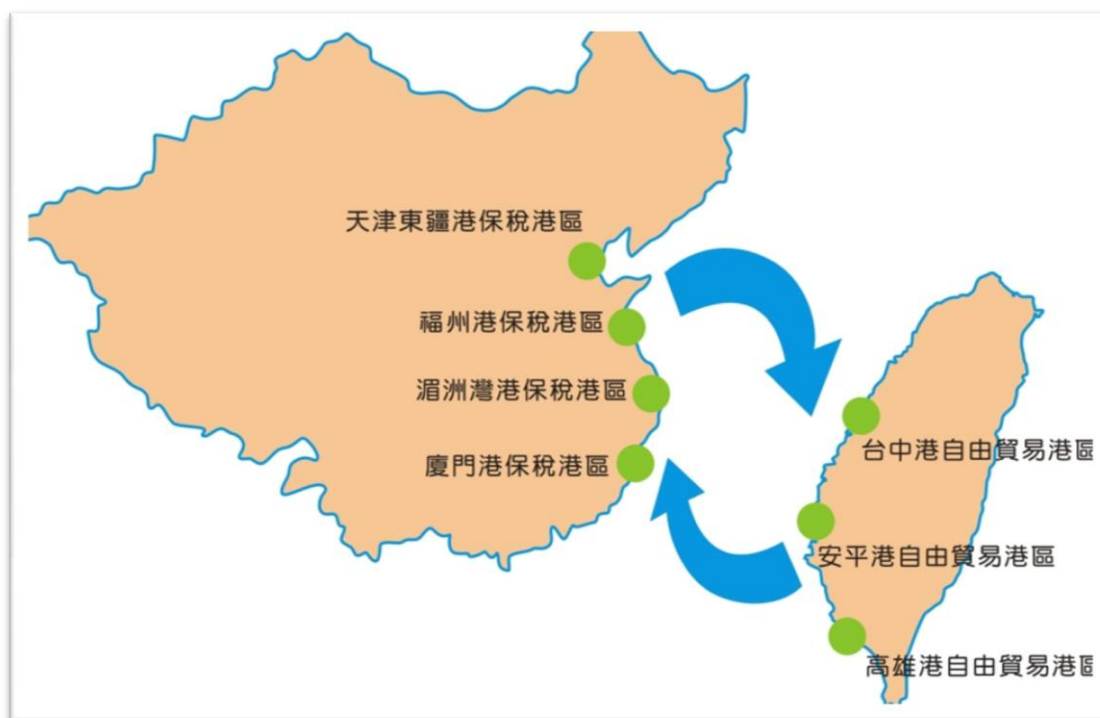 天津東疆港保稅港區
福州港保稅港區
湄洲灣港保稅港區
廈門港保稅港區
台中港自由貿易港區
安平港自由貿易港區
高雄港自由貿易港區